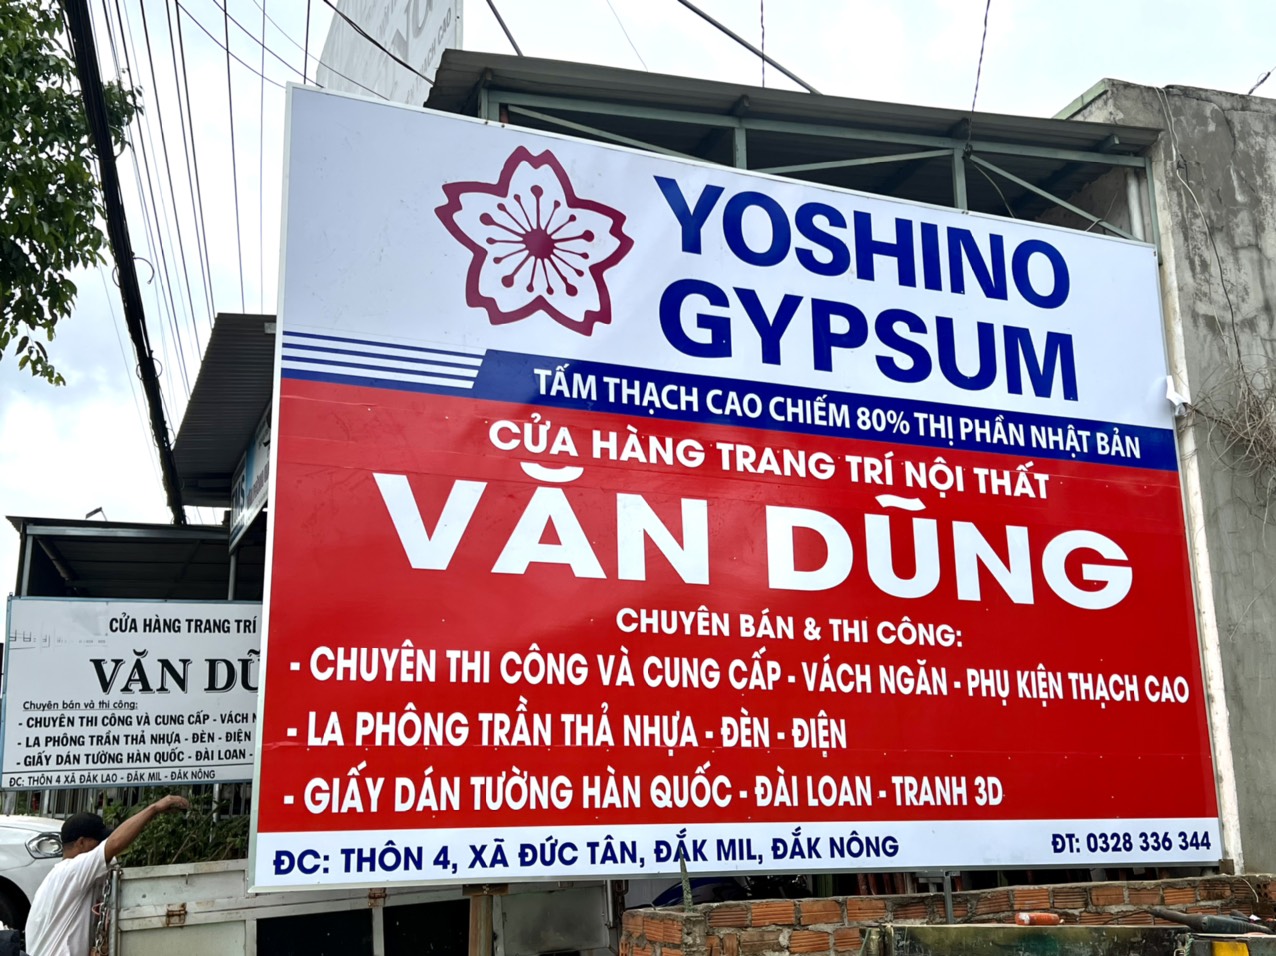 YOSHINO
GYPSUM
TẤM THẠCH CAO CHIẾM 80% THỊ PHẦN NHẬT BẢN
CỬA HÀNG TRANG TRÍ NỘI THẤT
VĂN DŨNG
CHUYÊN BÁN & THI CÔNG:
- CHUYÊN THI CÔNG VÀ CUNG CẤP - VÁCH NGĂN - PHỤ KIỆN THẠCH CAO
- LA PHÔNG TRẦN THẢ NHỰA - ĐÈN - ĐIỆN
- GIẤY DÁN TƯỜNG HÀN QUỐC - ĐÀI LOAN - TRANH 3D
ĐC: THÔN 4, XÃ ĐỨC TÂN, ĐẮK MIL, ĐẮK NÔNG ĐT: 0328 336 344
CỬA HÀNG TRANG TRÍ
VĂN DŨ
Chuyên bán và thi công:
- CHUYÊN THI CÔNG VÀ CUNG CẤP - VÁCH
- LA PHÔNG TRẦN THẢ NHỰA - ĐÈN - ĐIỆN
- GIẤY DÁN TƯỜNG HÀN QUỐC - ĐÀI LOAN -
ĐC: THÔN 4 XÃ ĐĂK LAO - ĐĂK MIL - ĐĂK NÔNG